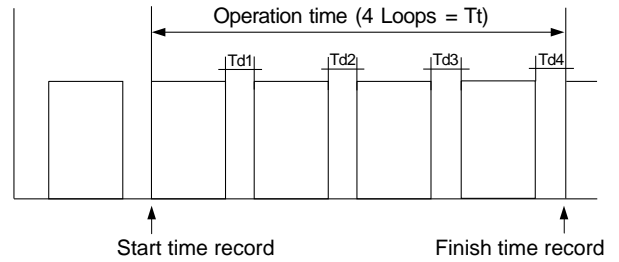 Operation time (4 Loops = Tt)
Td1 Td2 Td3 Td4
Start time record Finish time record